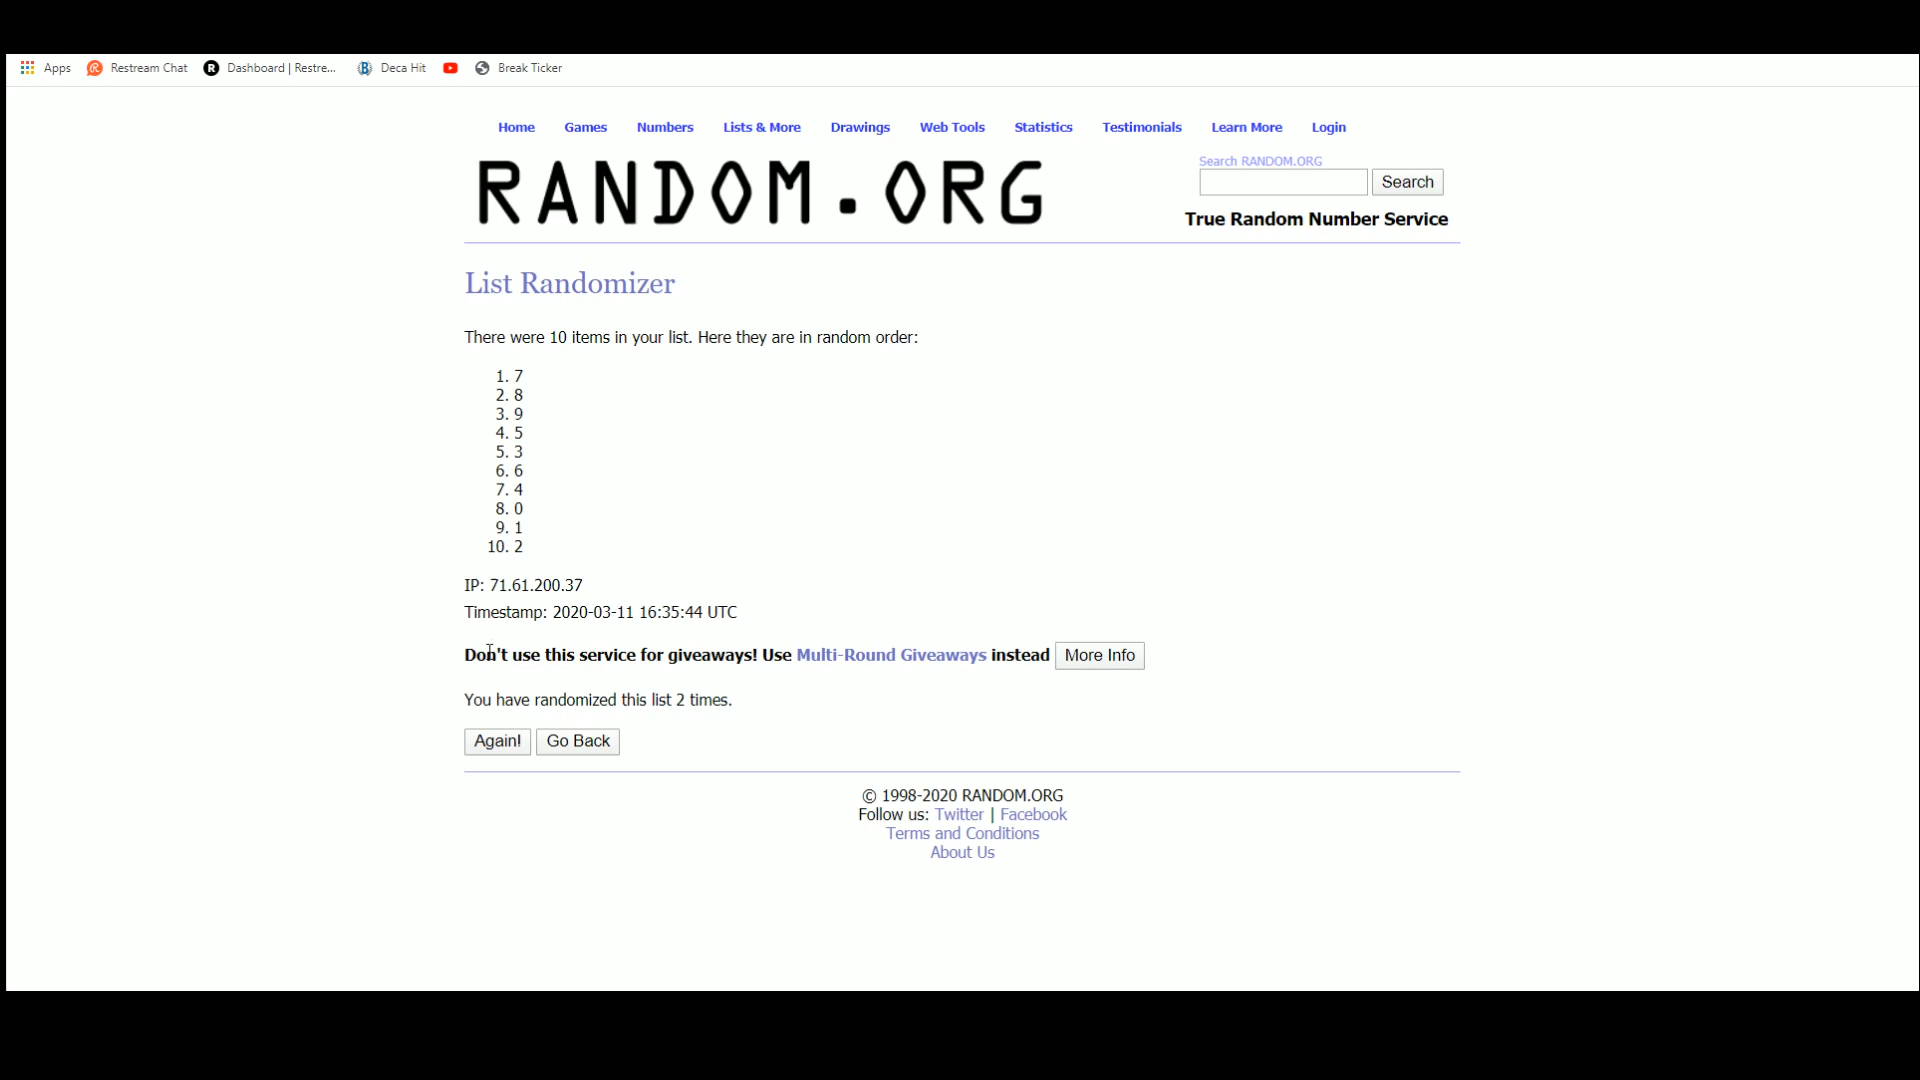 Apps Restream Chat Dashboard | Restre... Deca Hit Break Ticker
Home Games Numbers Lists & More Drawings Web Tools Statistics Testimonials Learn More Login
RANDOM.ORG
Search RANDOM.ORG
Search
True Random Number Service
List Randomizer
There were 10 items in your list. Here they are in random order:
1. 7
2. 8
3. 9
4. 5
5. 3
6. 6
7. 4
8. 0
9. 1
10. 2
IP: 71.61.200.37
Timestamp: 2020-03-11 16:35:44 UTC
Don't use this service for giveaways! Use Multi-Round Giveaways instead More Info
You have randomized this list 2 times.
Again! Go Back
© 1998-2020 RANDOM.ORG
Follow us: Twitter | Facebook
Terms and Conditions
About Us